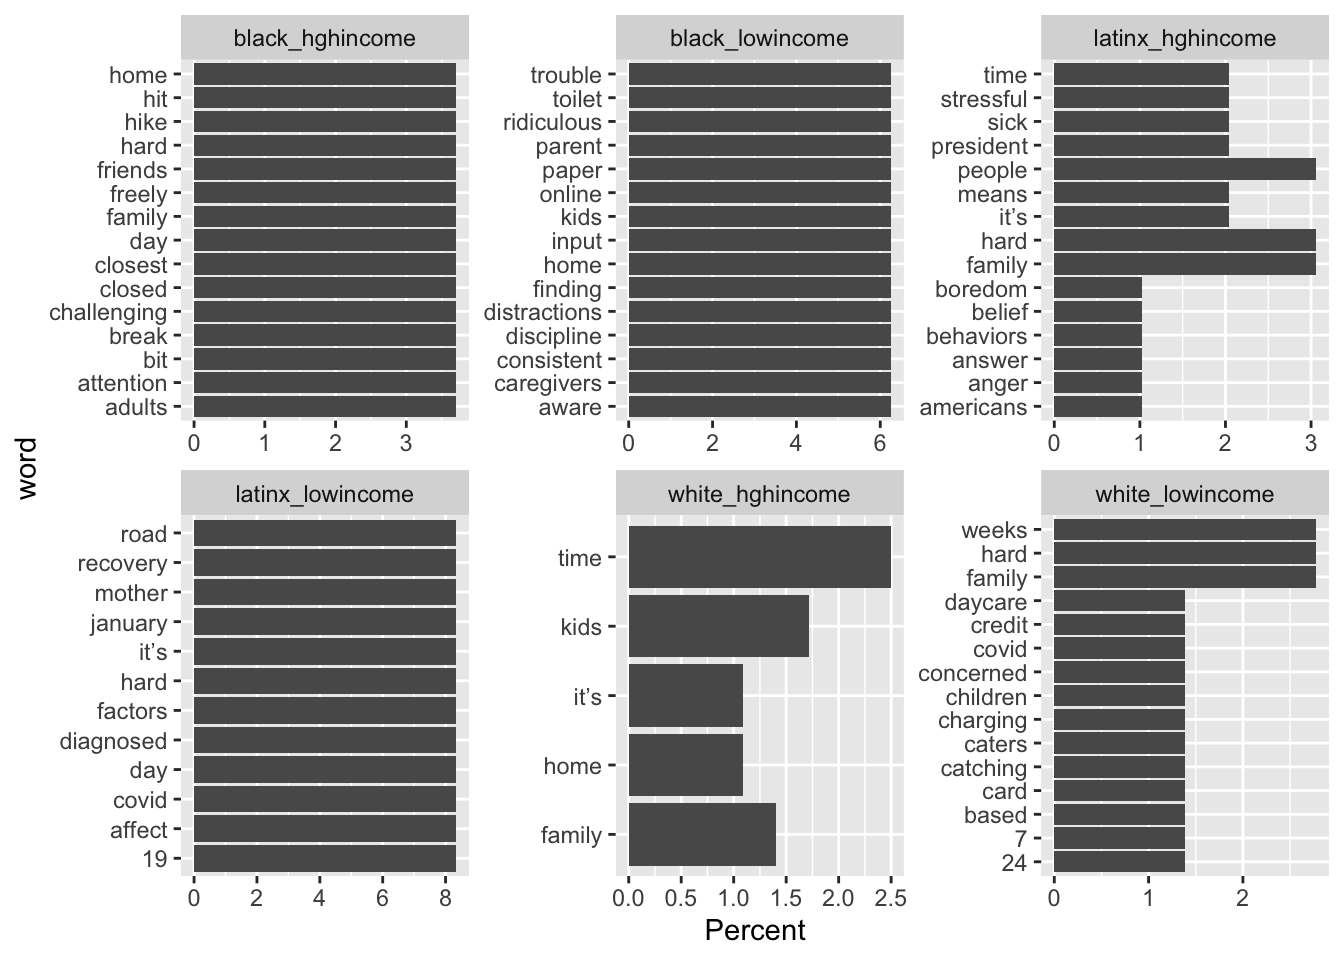 black_hghincome
home
hit
hike
hard
friends
freely
family
day
closest
closed
challenging
break
bit
attention
adults
0 1 2 3
black_lowincome
trouble
toilet
ridiculous
parent
paper
online
kids
input
home
finding
distractions
discipline
consistent
caregivers
aware
0 2 4 6
latinx_hghincome
time
stressful
sick
president
people
means
it’s
hard
family
boredom
belief
behaviors
answer
anger
americans
0 1 2 3
word
latinx_lowincome
road
recovery
mother
january
it’s
hard
factors
diagnosed
day
covid
affect
19
0 2 4 6 8
white_hghincome
time
kids
it’s
home
family
0.0 0.5 1.0 1.5 2.0 2.5
white_lowincome
weeks
hard
family
daycare
credit
covid
concerned
children
charging
caters
catching
card
based
7
24
0 1 2
Percent